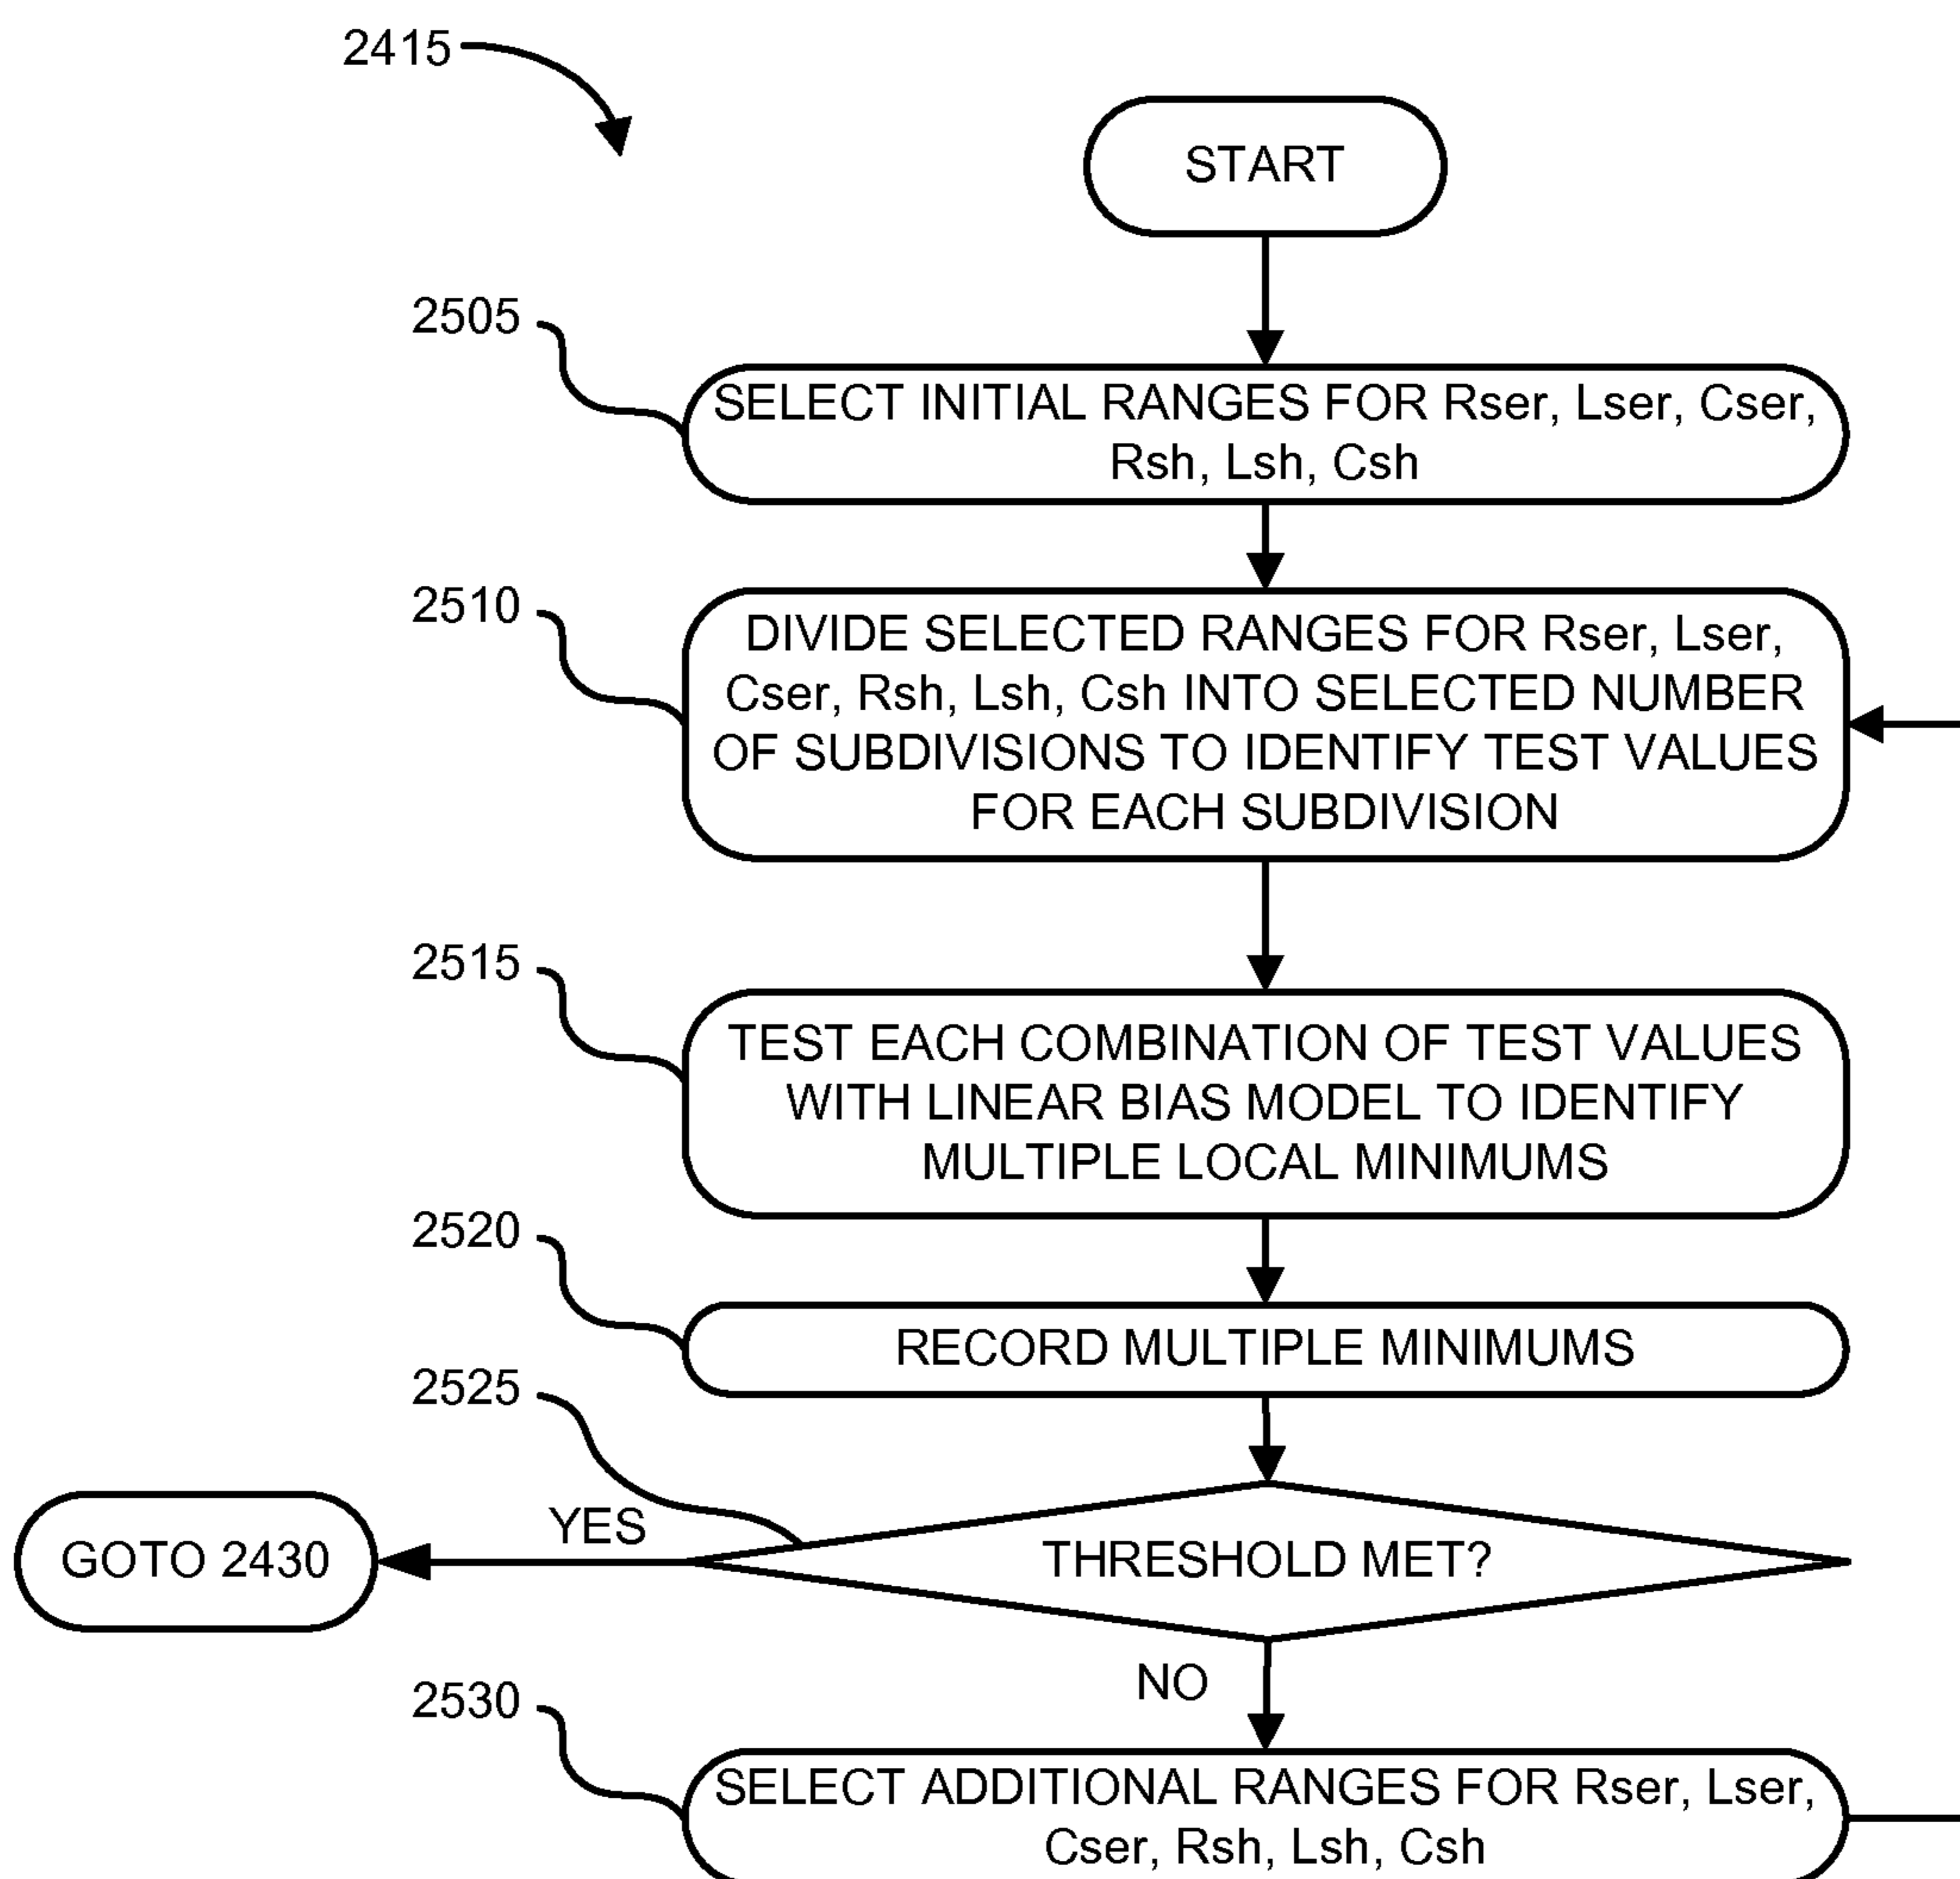 2415
START
2505
SELECT INITIAL RANGES FOR Rser, Lser, Cser,
Rsh, Lsh, Csh
2510
DIVIDE SELECTED RANGES FOR Rser, Lser,
Cser, Rsh, Lsh, Csh INTO SELECTED NUMBER
OF SUBDIVISIONS TO IDENTIFY TEST VALUES
FOR EACH SUBDIVISION
2515
TEST EACH COMBINATION OF TEST VALUES
WITH LINEAR BIAS MODEL TO IDENTIFY
MULTIPLE LOCAL MINIMUMS
2520
RECORD MULTIPLE MINIMUMS
2525
YES
GOTO 2430
THRESHOLD MET?
NO
2530
SELECT ADDITIONAL RANGES FOR Rser, Lser,
Cser, Rsh, Lsh, Csh